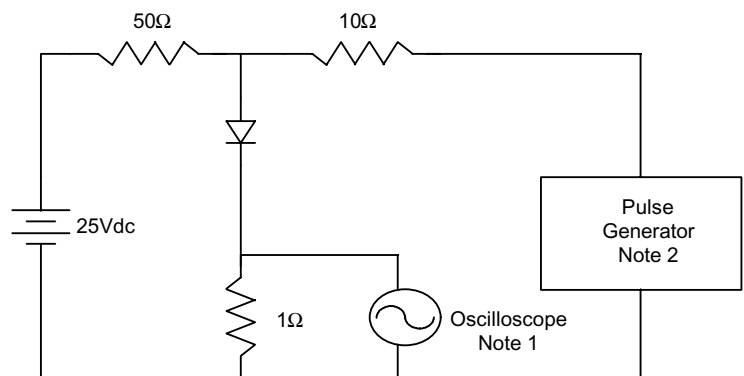 50Ω
10Ω
25Vdc
Pulse
Generator
Note 2
1Ω
Oscilloscope
Note 1